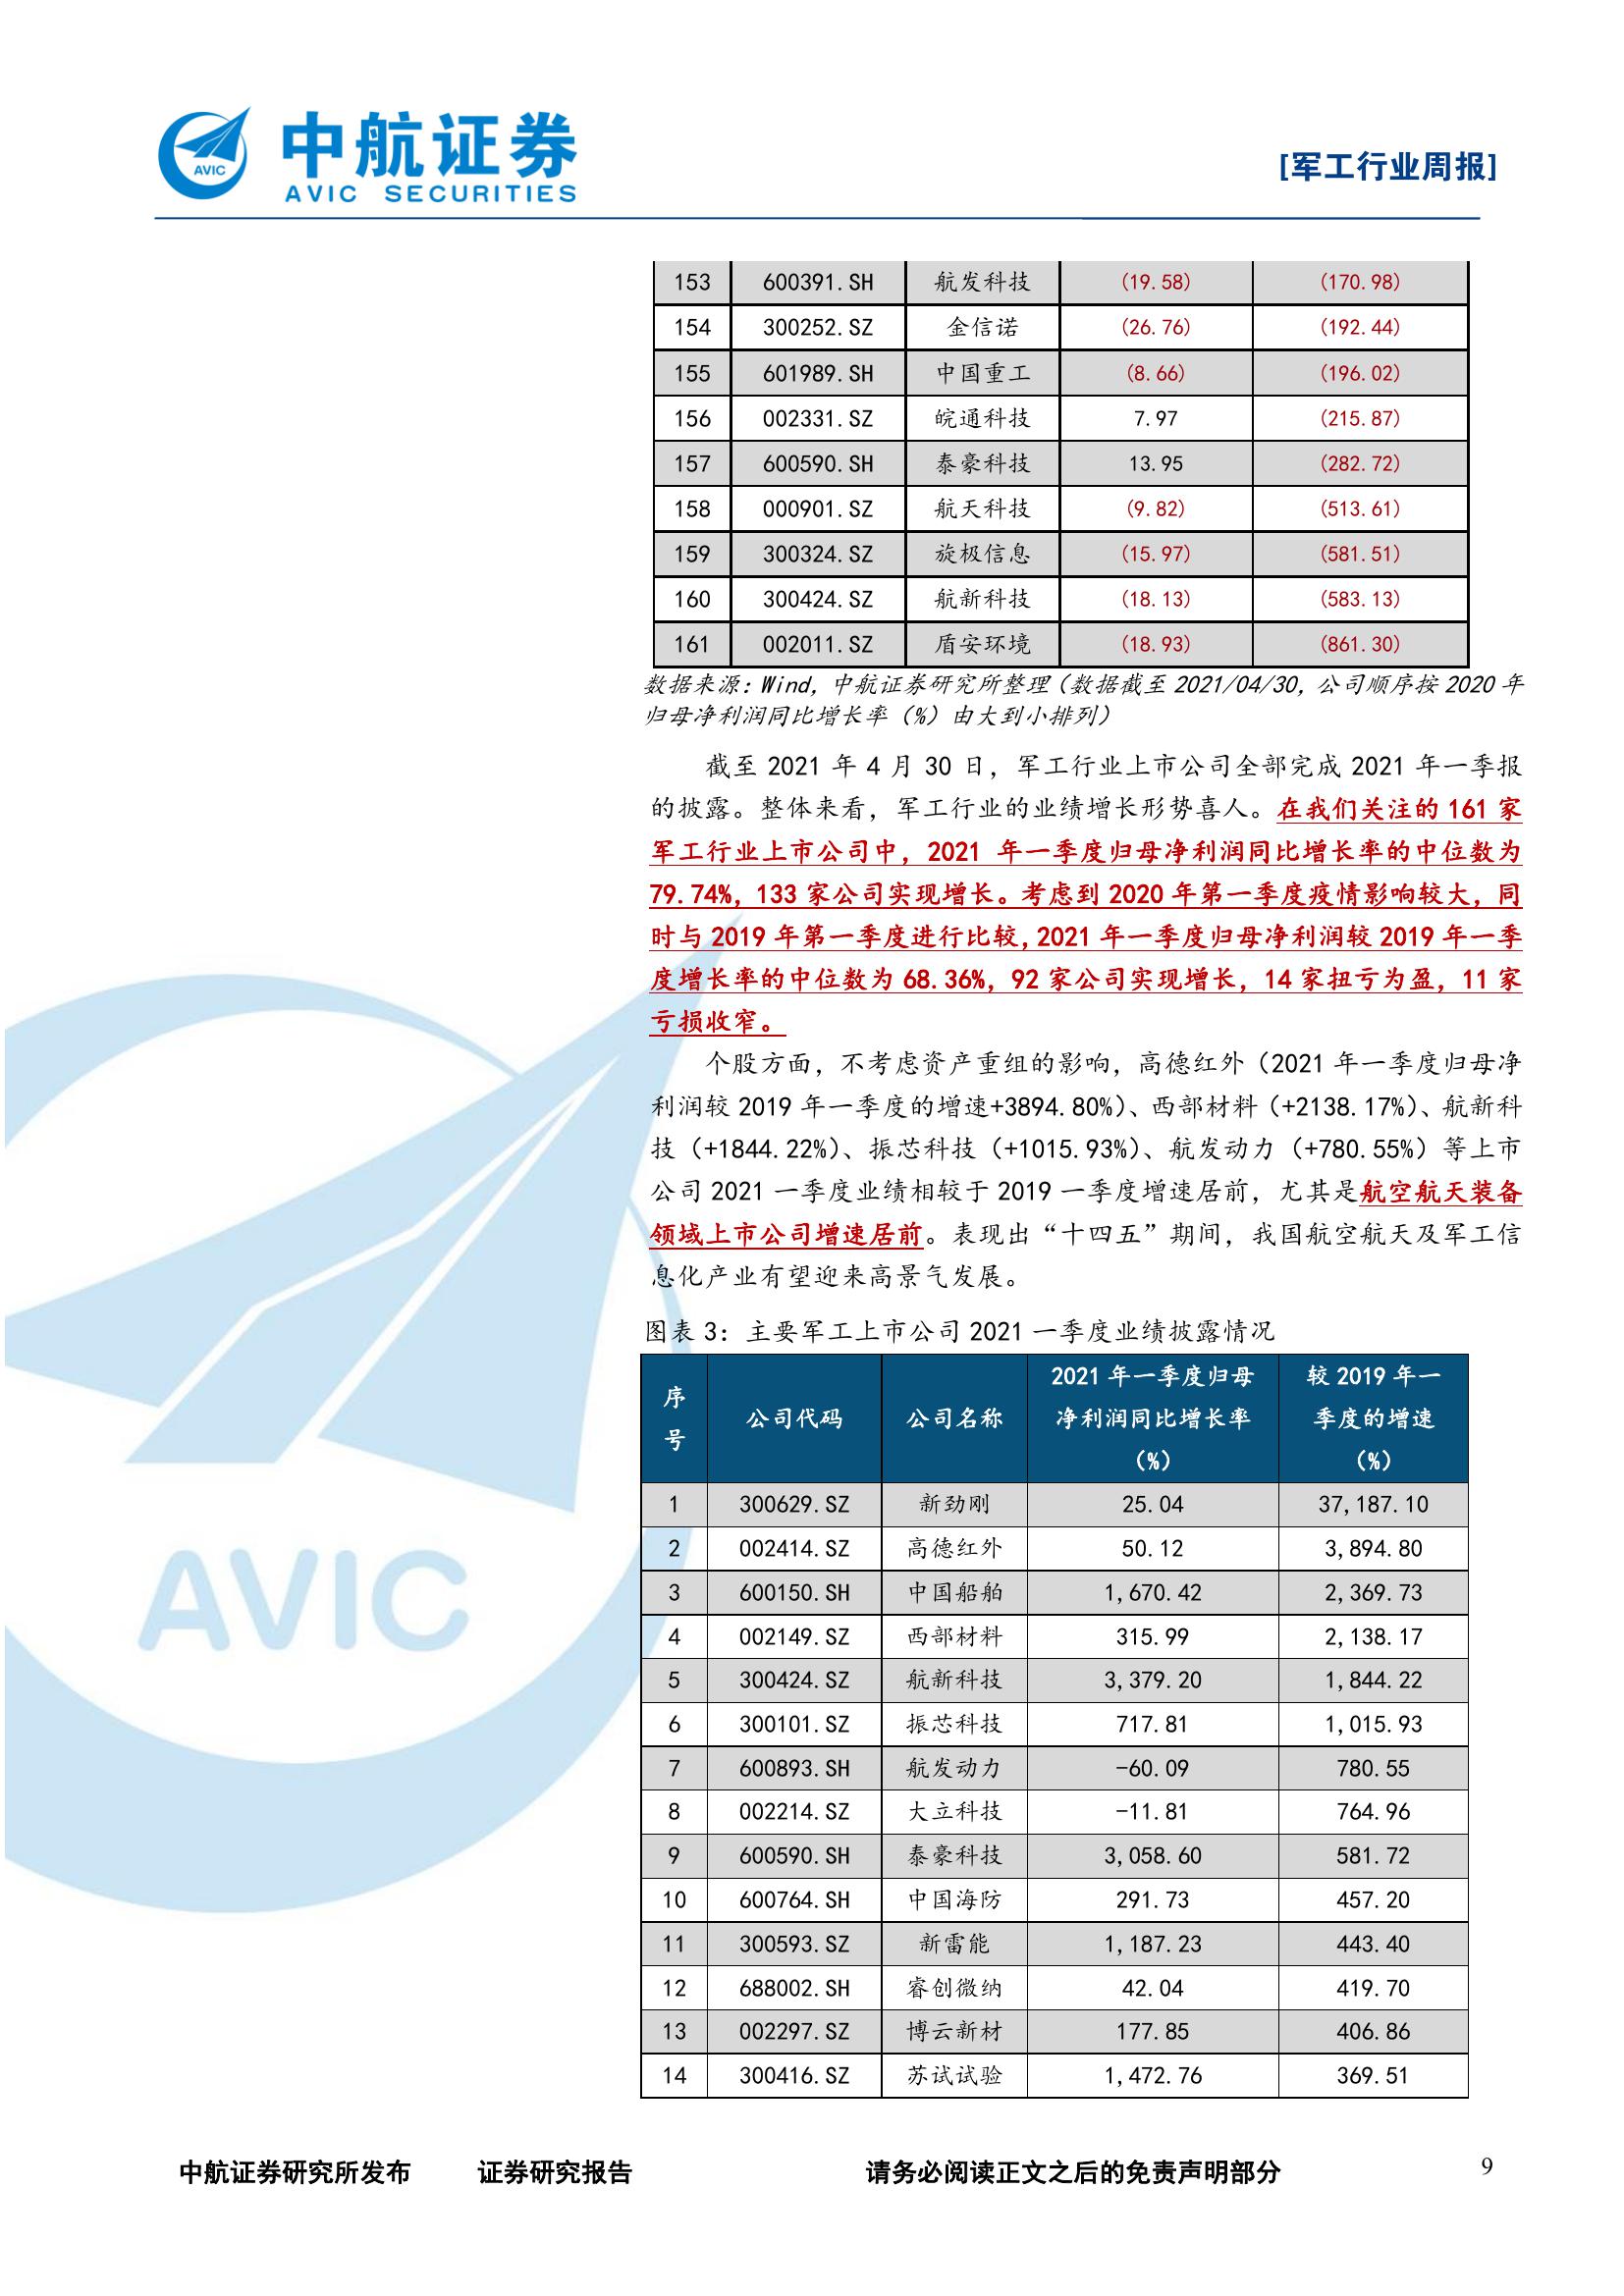 AVIC
中航证券
AVIC SECURITIES
[军工行业周报]
153 600391.SH 航发科技 (19.58) (170.98)
154 300252.SZ 金信诺 (26.76) (192.44)
155 601989.SH 中国重工 (8.66) (196.02)
156 002331.SZ 皖通科技 7.97 (215.87)
157 600590.SH 泰豪科技 13.95 (282.72)
158 000901.SZ 航天科技 (9.82) (513.61)
159 300324.SZ 旋极信息 (15.97) (581.51)
160 300424.SZ 航新科技 (18.13) (583.13)
161 002011.SZ 盾安环境 (18.93) (861.30)
数据来源：Wind，中航证券研究所整理（数据截至 2021/04/30，公司顺序按 2020 年
归母净利润同比增长率（%）由大到小排列）
截至 2021 年 4 月 30 日，军工行业上市公司全部完成 2021 年一季报
的披露。整体来看，军工行业的业绩增长形势喜人。在我们关注的 161 家
军工行业上市公司中，2021 年一季度归母净利润同比增长率的中位数为
79.74%，133 家公司实现增长。考虑到 2020 年第一季度疫情影响较大，同
时与 2019 年第一季度进行比较，2021 年一季度归母净利润较 2019 年一季
度增长率的中位数为 68.36%，92 家公司实现增长，14 家扭亏为盈，11 家
亏损收窄。
个股方面，不考虑资产重组的影响，高德红外（2021 年一季度归母净
利润较 2019 年一季度的增速+3894.80%）、西部材料（+2138.17%）、航新科
技（+1844.22%）、振芯科技（+1015.93%）、航发动力（+780.55%）等上市
公司 2021 一季度业绩相较于 2019 一季度增速居前，尤其是航空航天装备
领域上市公司增速居前。表现出“十四五”期间，我国航空航天及军工信
息化产业有望迎来高景气发展。
图表 3：主要军工上市公司 2021 一季度业绩披露情况
序号 公司代码 公司名称 2021 年一季度归母净利润同比增长率（%） 较 2019 年一季度的增速（%）
1 300629.SZ 新劲刚 25.04 37,187.10
2 002414.SZ 高德红外 50.12 3,894.80
3 600150.SH 中国船舶 1,670.42 2,369.73
4 002149.SZ 西部材料 315.99 2,138.17
5 300424.SZ 航新科技 3,379.20 1,844.22
6 300101.SZ 振芯科技 717.81 1,015.93
7 600893.SH 航发动力 -60.09 780.55
8 002214.SZ 大立科技 -11.81 764.96
9 600590.SH 泰豪科技 3,058.60 581.72
10 600764.SH 中国海防 291.73 457.20
11 300593.SZ 新雷能 1,187.23 443.40
12 688002.SH 睿创微纳 42.04 419.70
13 002297.SZ 博云新材 177.85 406.86
14 300416.SZ 苏试试验 1,472.76 369.51
AVIC
中航证券研究所发布 证券研究报告 请务必阅读正文之后的免责声明部分 9